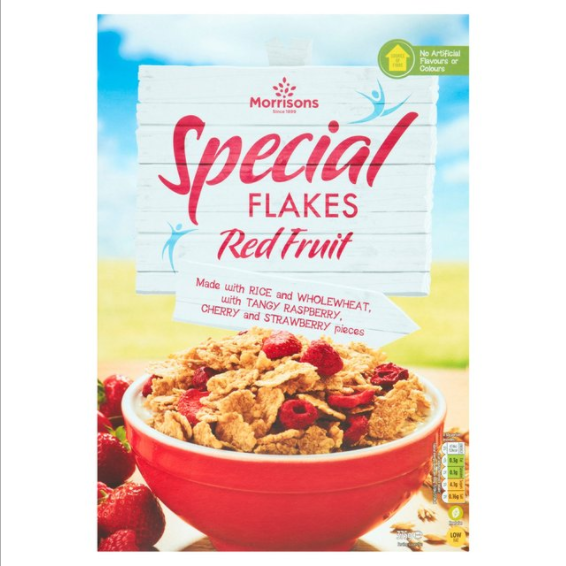 No Artificial
Flavours or
Colours
Morrisons
Since 1899
Special
FLAKES
Red Fruit
Made with RICE and WHOLEWHEAT,
with TANGY RASPBERRY,
CHERRY and STRAWBERRY pieces
LOW